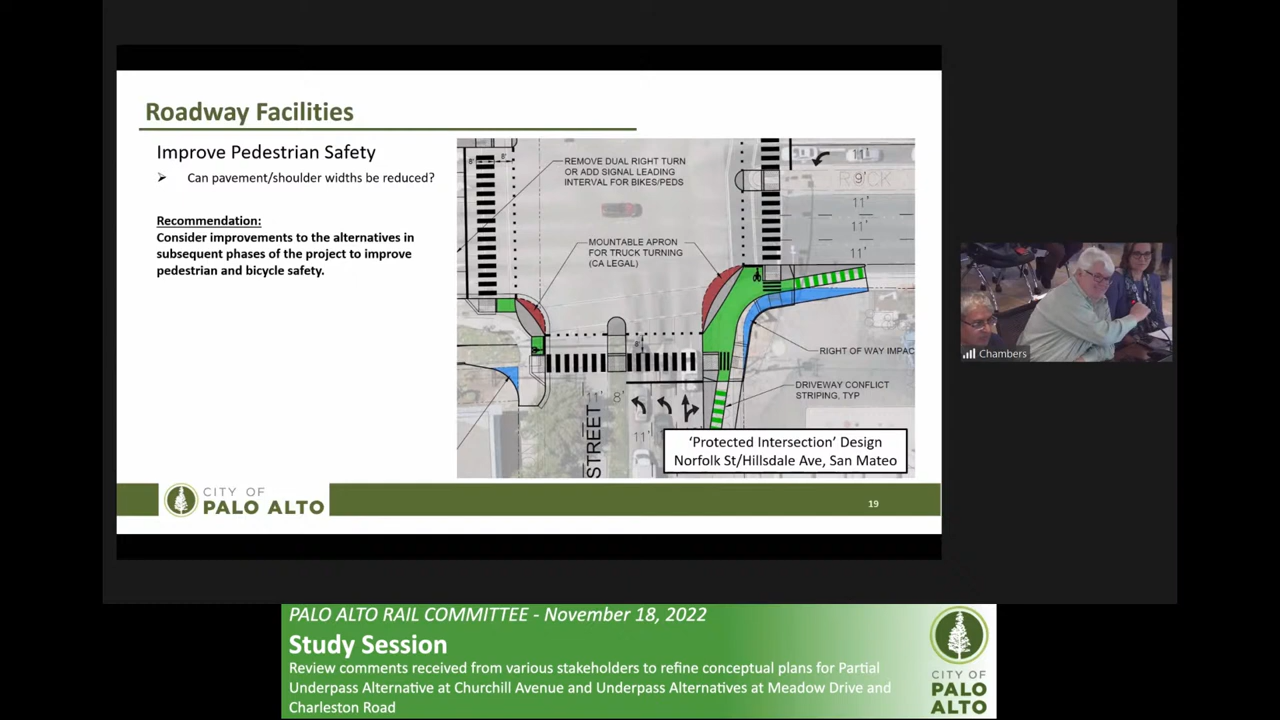 Roadway Facilities
Improve Pedestrian Safety
➢ Can pavement/shoulder widths be reduced?
Recommendation:
Consider improvements to the alternatives in
subsequent phases of the project to improve
pedestrian and bicycle safety.
8' 8'
REMOVE DUAL RIGHT TURN
OR ADD SIGNAL LEADING
INTERVAL FOR BIKES/PEDS
11'
9'
11'
11'
11'
MOUNTABLE APRON
FOR TRUCK TURNING
(CA LEGAL)
RIGHT OF WAY IMPAC
DRIVEWAY CONFLICT
STRIPING, TYP
11' 8'
11'
STREET
'Protected Intersection' Design
Norfolk St/Hillsdale Ave, San Mateo
CITY OF
PALO ALTO
19
Chambers
PALO ALTO RAIL COMMITTEE - November 18, 2022
Study Session
Review comments received from various stakeholders to refine conceptual plans for Partial
Underpass Alternative at Churchill Avenue and Underpass Alternatives at Meadow Drive and
Charleston Road
CITY OF
PALO
ALTO